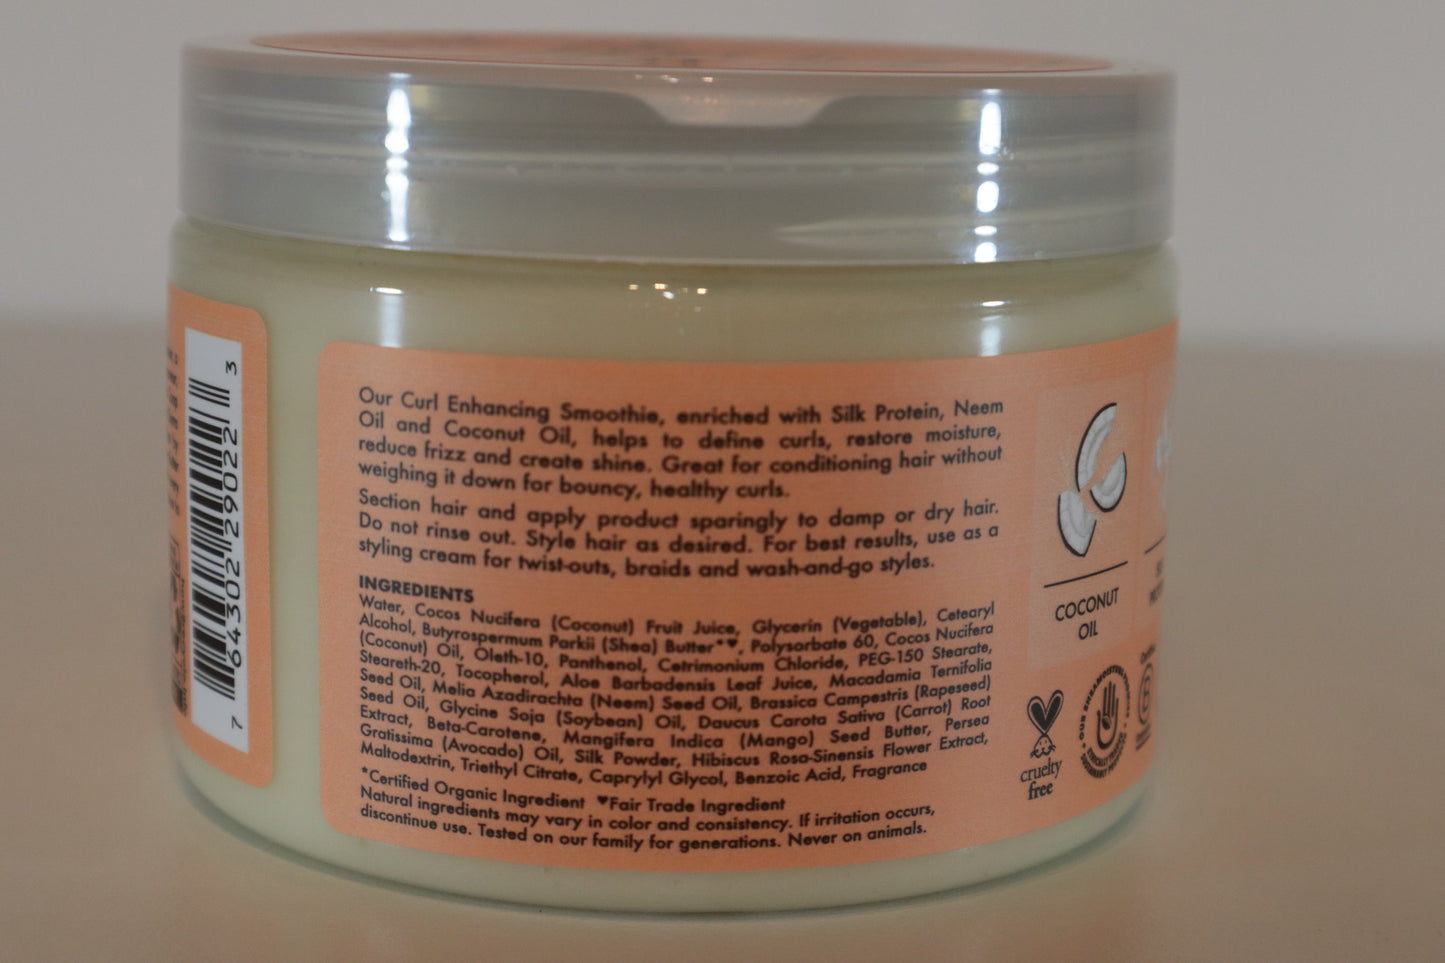 Our Curl Enhancing Smoothie, enriched with Silk Protein, Neem
Oil and Coconut Oil, helps to define curls, restore moisture,
reduce frizz and create shine. Great for conditioning hair without
weighing it down for bouncy, healthy curls.
Section hair and apply product sparingly to damp or dry hair.
Do not rinse out. Style hair as desired. For best results, use as a
styling cream for twist-outs, braids and wash-and-go styles.
INGREDIENTS
Water, Cocos Nucifera (Coconut) Fruit Juice, Glycerin (Vegetable), Cetearyl
Alcohol, Butyrospermum Parkii (Shea) Butter*♥, Polysorbate 60, Cocos Nucifera
(Coconut) Oil, Oleth-10, Panthenol, Cetrimonium Chloride, PEG-150 Stearate,
Steareth-20, Tocopherol, Aloe Barbadensis Leaf Juice, Macadamia Ternifolia
Seed Oil, Melia Azadirachta (Neem) Seed Oil, Brassica Campestris (Rapeseed)
Seed Oil, Glycine Soja (Soybean) Oil, Daucus Carota Sativa (Carrot) Root
Extract, Beta-Carotene, Mangifera Indica (Mango) Seed Butter, Persea
Gratissima (Avocado) Oil, Silk Powder, Hibiscus Rosa-Sinensis Flower Extract,
Maltodextrin, Triethyl Citrate, Caprylyl Glycol, Benzoic Acid, Fragrance
*Certified Organic Ingredient ♥Fair Trade Ingredient
Natural ingredients may vary in color and consistency. If irritation occurs,
discontinue use. Tested on our family for generations. Never on animals.
COCONUT
OIL
cruelty
free
7 64302 29022 3